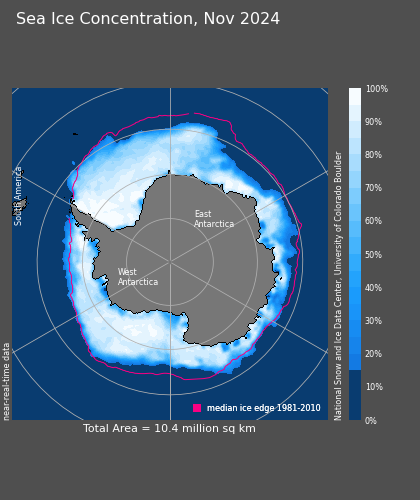 Sea Ice Concentration, Nov 2024
100%
90%
80%
70%
60%
50%
40%
30%
20%
10%
0%
South America
East
Antarctica
West
Antarctica
near-real-time data
National Snow and Ice Data Center, University of Colorado Boulder
median ice edge 1981-2010
Total Area = 10.4 million sq km